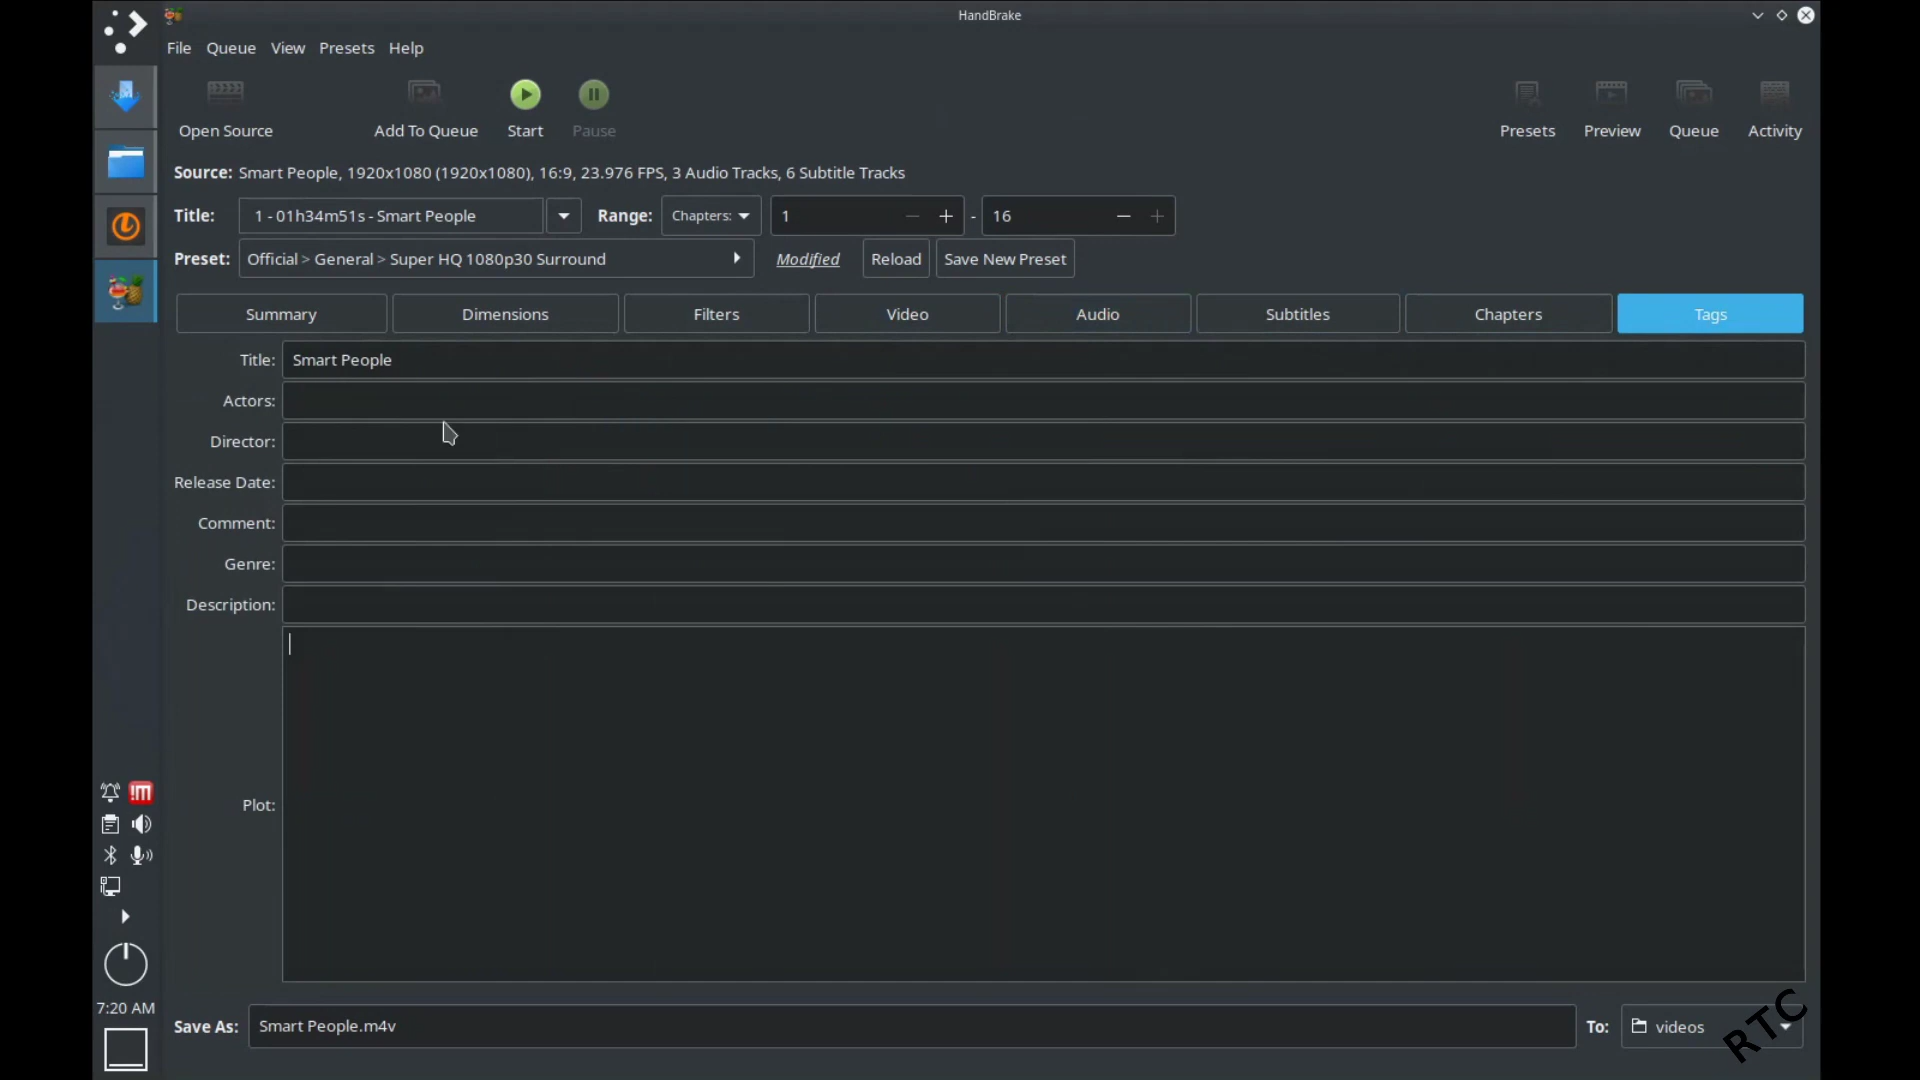 HandBrake
File Queue View Presets Help
Open Source Add To Queue Start Pause Presets Preview Queue Activity
Source: Smart People, 1920x1080 (1920x1080), 16:9, 23.976 FPS, 3 Audio Tracks, 6 Subtitle Tracks
Title: 1 - 01h34m51s - Smart People Range: Chapters: 1 - 16
Preset: Official > General > Super HQ 1080p30 Surround Modified Reload Save New Preset
Summary Dimensions Filters Video Audio Subtitles Chapters Tags
Title: Smart People
Actors:
Director:
Release Date:
Comment:
Genre:
Description:
Plot:
7:20 AM
Save As: Smart People.m4v To: videos
RTC